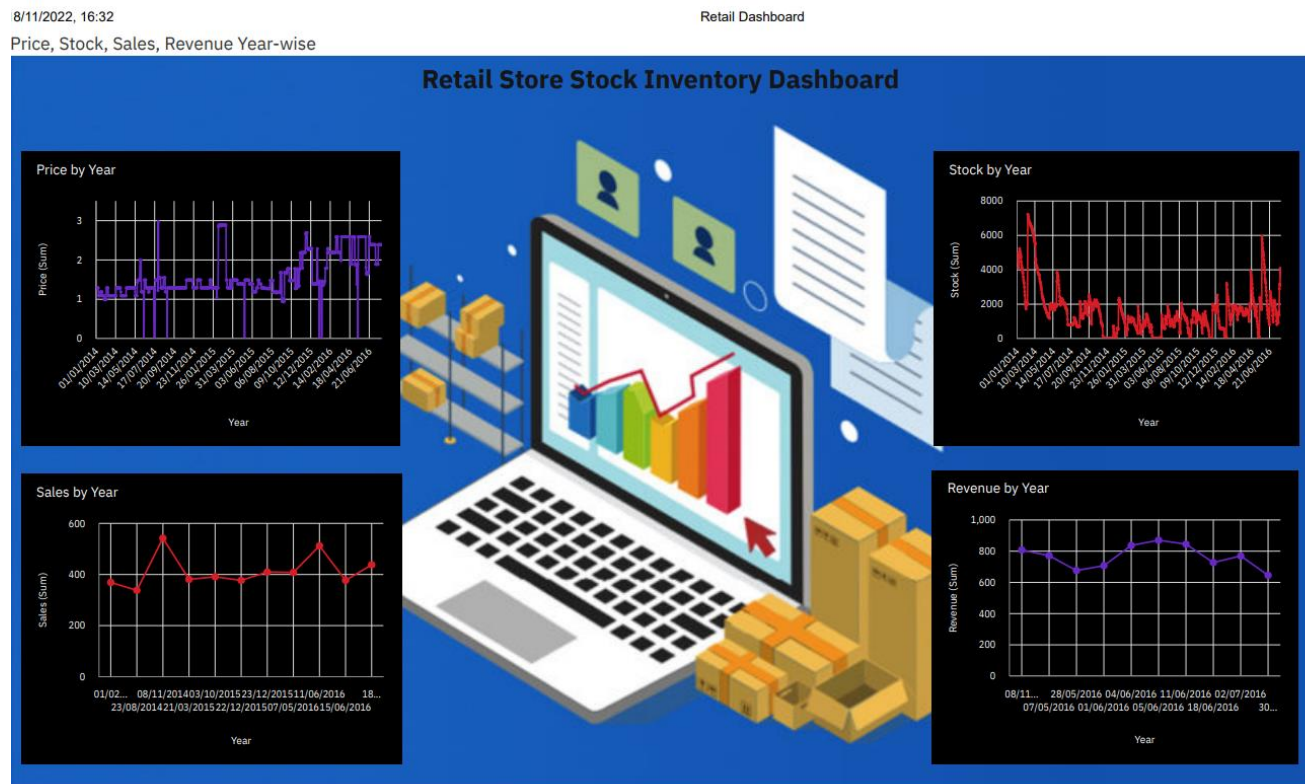 8/11/2022, 16:32
Retail Dashboard
Price, Stock, Sales, Revenue Year-wise
Retail Store Stock Inventory Dashboard
Price by Year
3
2
1
0
Price (Sum)
01/01/2014
10/03/2014
14/05/2014
17/07/2014
20/09/2014
23/11/2014
26/01/2015
31/03/2015
03/06/2015
06/08/2015
09/10/2015
12/12/2015
14/02/2016
18/04/2016
21/06/2016
Year
Stock by Year
8000
6000
4000
2000
0
Stock (Sum)
01/01/2014
10/03/2014
14/05/2014
17/07/2014
20/09/2014
23/11/2014
26/01/2015
31/03/2015
03/06/2015
06/08/2015
09/10/2015
12/12/2015
14/02/2016
18/04/2016
21/06/2016
Year
Sales by Year
600
400
200
0
Sales (Sum)
01/02... 08/11/2014 03/10/2015 23/12/2015 11/06/2016 18...
23/08/2014 21/03/2015 22/12/2015 07/05/2016 15/06/2016
Year
Revenue by Year
1,000
800
600
400
200
0
Revenue (Sum)
08/11... 28/05/2016 04/06/2016 11/06/2016 02/07/2016
07/05/2016 01/06/2016 05/06/2016 18/06/2016 30...
Year